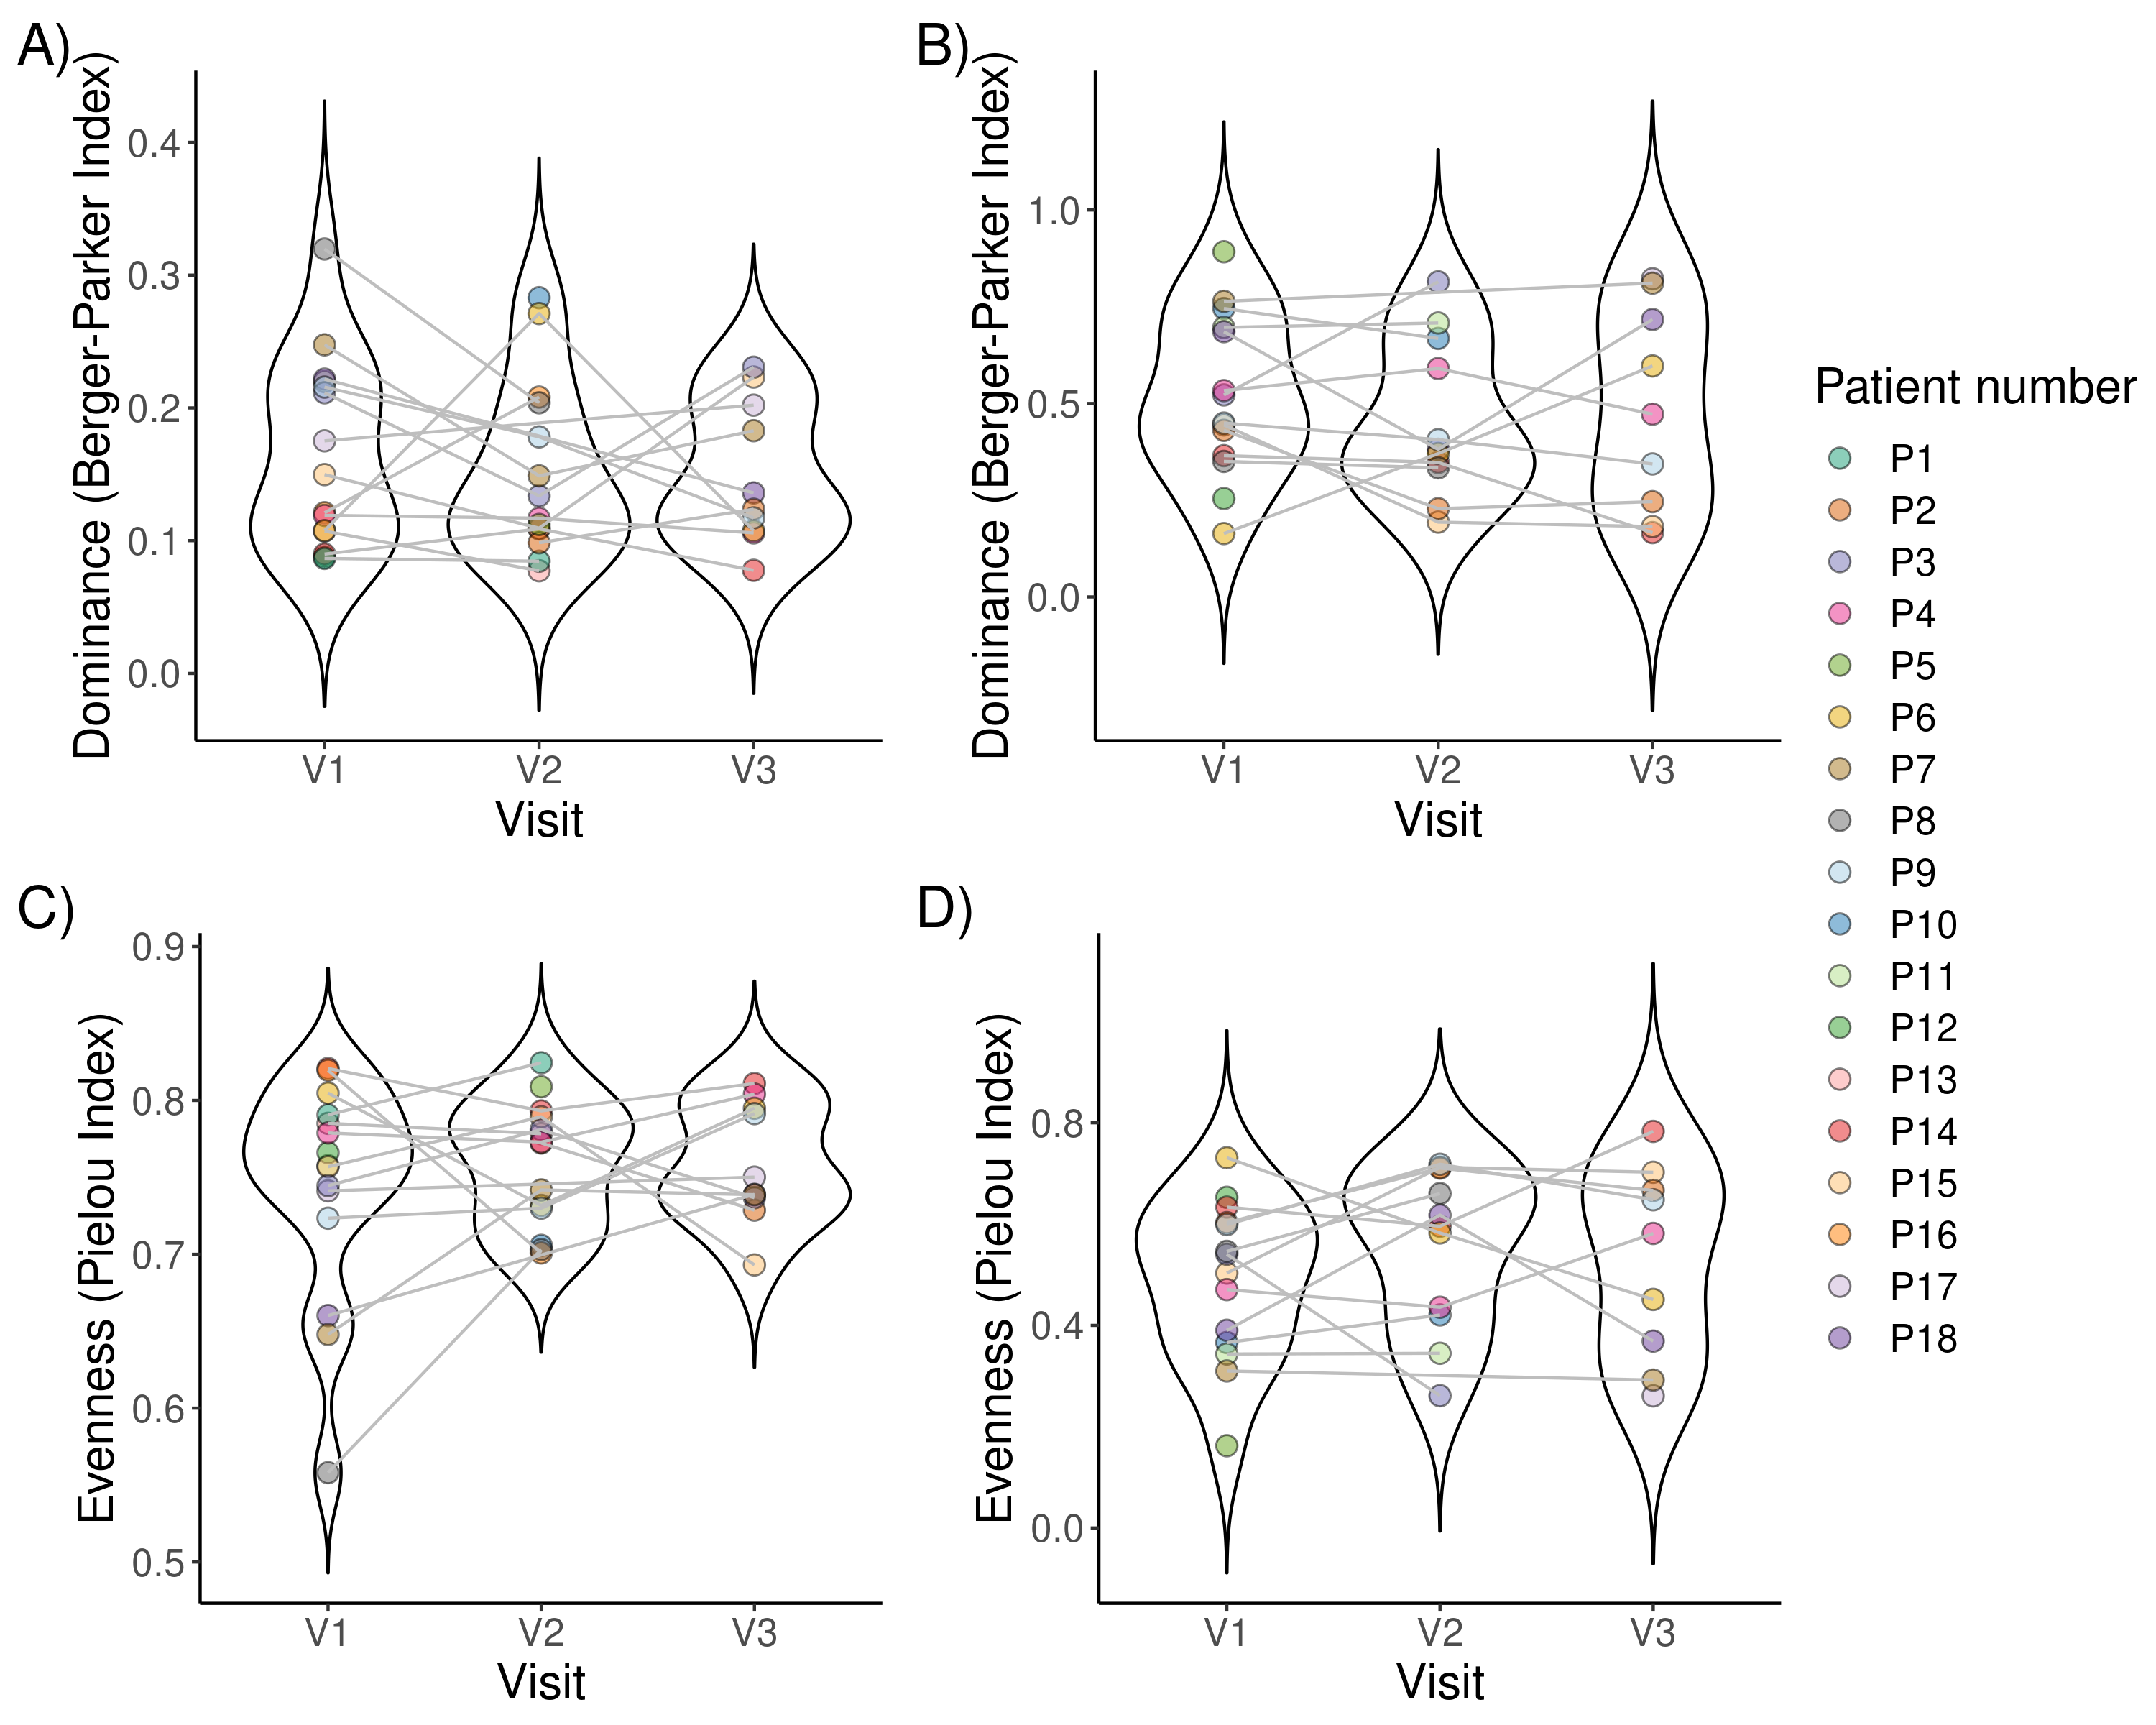 A)
Dominance (Berger-Parker Index)
0.4
0.3
0.2
0.1
0.0
V1 V2 V3
Visit
B)
Dominance (Berger-Parker Index)
1.0
0.5
0.0
V1 V2 V3
Visit
C)
Evenness (Pielou Index)
0.9
0.8
0.7
0.6
0.5
V1 V2 V3
Visit
D)
Evenness (Pielou Index)
0.8
0.4
0.0
V1 V2 V3
Visit
Patient number
P1
P2
P3
P4
P5
P6
P7
P8
P9
P10
P11
P12
P13
P14
P15
P16
P17
P18